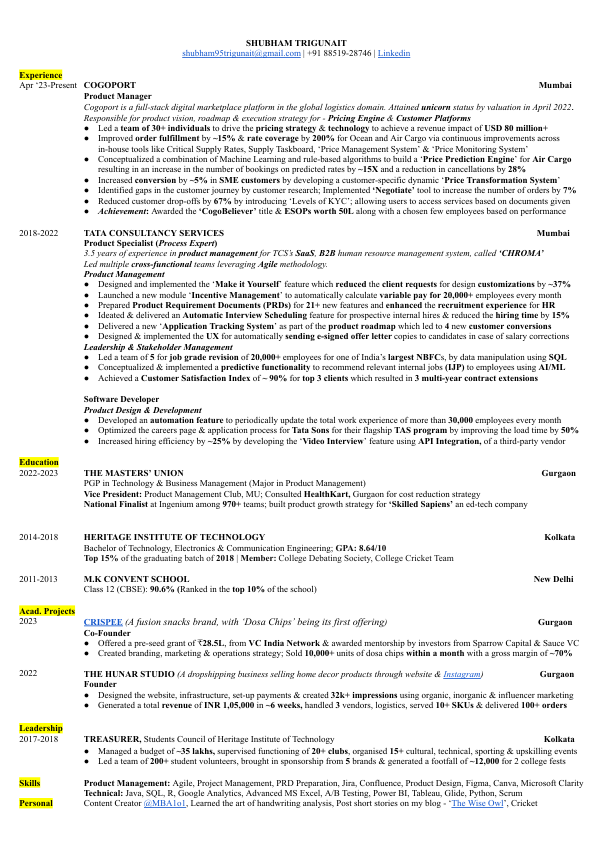 SHUBHAM TRIGUNAIT
shubham95trigunait@gmail.com | +91 88519-28746 | Linkedin
Experience
Apr ‘23-Present COGOPORT Mumbai
Product Manager
Cogoport is a full-stack digital marketplace platform in the global logistics domain. Attained unicorn status by valuation in April 2022.
Responsible for product vision, roadmap & execution strategy for - Pricing Engine & Customer Platforms
● Led a team of 30+ individuals to drive the pricing strategy & technology to achieve a revenue impact of USD 80 million+
● Improved order fulfillment by ~15% & rate coverage by 200% for Ocean and Air Cargo via continuous improvements across
in-house tools like Critical Supply Rates, Supply Taskboard, ‘Price Management System’ & ‘Price Monitoring System’
● Conceptualized a combination of Machine Learning and rule-based algorithms to build a ‘Price Prediction Engine’ for Air Cargo
resulting in an increase in the number of bookings on predicted rates by ~15X and a reduction in cancellations by 28%
● Increased conversion by ~5% in SME customers by developing a customer-specific dynamic ‘Price Transformation System’
● Identified gaps in the customer journey by customer research; Implemented ‘Negotiate’ tool to increase the number of orders by 7%
● Reduced customer drop-offs by 67% by introducing ‘Levels of KYC’; allowing users to access services based on documents given
● Achievement: Awarded the ‘CogoBeliever’ title & ESOPs worth 50L along with a chosen few employees based on performance
2018-2022 TATA CONSULTANCY SERVICES Mumbai
Product Specialist (Process Expert)
3.5 years of experience in product management for TCS’s SaaS, B2B human resource management system, called ‘CHROMA’
Led multiple cross-functional teams leveraging Agile methodology.
Product Management
● Designed and implemented the ‘Make it Yourself’ feature which reduced the client requests for design customizations by ~37%
● Launched a new module ‘Incentive Management’ to automatically calculate variable pay for 20,000+ employees every month
● Prepared Product Requirement Documents (PRDs) for 21+ new features and enhanced the recruitment experience for HR
● Ideated & delivered an Automatic Interview Scheduling feature for prospective internal hires & reduced the hiring time by 15%
● Delivered a new ‘Application Tracking System’ as part of the product roadmap which led to 4 new customer conversions
● Designed & implemented the UX for automatically sending e-signed offer letter copies to candidates in case of salary corrections
Leadership & Stakeholder Management
● Led a team of 5 for job grade revision of 20,000+ employees for one of India’s largest NBFCs, by data manipulation using SQL
● Conceptualized & implemented a predictive functionality to recommend relevant internal jobs (IJP) to employees using AI/ML
● Achieved a Customer Satisfaction Index of ~ 90% for top 3 clients which resulted in 3 multi-year contract extensions
Software Developer
Product Design & Development
● Developed an automation feature to periodically update the total work experience of more than 30,000 employees every month
● Optimized the careers page & application process for Tata Sons for their flagship TAS program by improving the load time by 50%
● Increased hiring efficiency by ~25% by developing the ‘Video Interview’ feature using API Integration, of a third-party vendor
Education
2022-2023 THE MASTERS’ UNION Gurgaon
PGP in Technology & Business Management (Major in Product Management)
Vice President: Product Management Club, MU; Consulted HealthKart, Gurgaon for cost reduction strategy
National Finalist at Ingenium among 970+ teams; built product growth strategy for ‘Skilled Sapiens’ an ed-tech company
2014-2018 HERITAGE INSTITUTE OF TECHNOLOGY Kolkata
Bachelor of Technology, Electronics & Communication Engineering; GPA: 8.64/10
Top 15% of the graduating batch of 2018 | Member: College Debating Society, College Cricket Team
2011-2013 M.K CONVENT SCHOOL New Delhi
Class 12 (CBSE): 90.6% (Ranked in the top 10% of the school)
Acad. Projects
2023 CRISPEE (A fusion snacks brand, with ‘Dosa Chips’ being its first offering) Gurgaon
Co-Founder
● Offered a pre-seed grant of ₹28.5L, from VC India Network & awarded mentorship by investors from Sparrow Capital & Sauce VC
● Created branding, marketing & operations strategy; Sold 10,000+ units of dosa chips within a month with a gross margin of ~70%
2022 THE HUNAR STUDIO (A dropshipping business selling home decor products through website & Instagram) Gurgaon
Founder
● Designed the website, infrastructure, set-up payments & created 32k+ impressions using organic, inorganic & influencer marketing
● Generated a total revenue of INR 1,05,000 in ~6 weeks, handled 3 vendors, logistics, served 10+ SKUs & delivered 100+ orders
Leadership
2017-2018 TREASURER, Students Council of Heritage Institute of Technology Kolkata
● Managed a budget of ~35 lakhs, supervised functioning of 20+ clubs, organised 15+ cultural, technical, sporting & upskilling events
● Led a team of 200+ student volunteers, brought in sponsorship from 5 brands & generated a footfall of ~12,000 for 2 college fests
Skills Product Management: Agile, Project Management, PRD Preparation, Jira, Confluence, Product Design, Figma, Canva, Microsoft Clarity
Technical: Java, SQL, R, Google Analytics, Advanced MS Excel, A/B Testing, Power BI, Tableau, Glide, Python, Scrum
Personal Content Creator @MBA1o1, Learned the art of handwriting analysis, Post short stories on my blog - ‘The Wise Owl’, Cricket